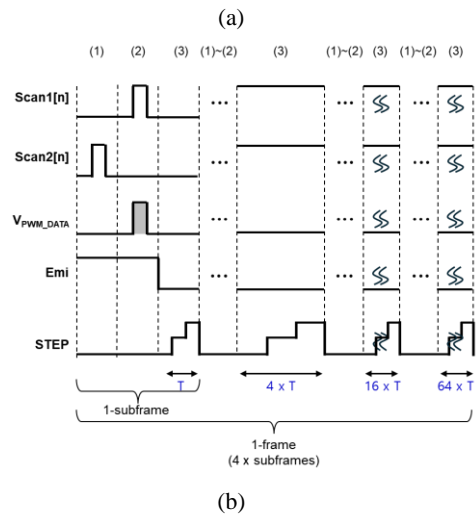 (a)
(1) (2) (3) (1)~(2) (3) (1)~(2) (3) (1)~(2) (3)
Scan1[n]
... ... ...
Scan2[n]
... ... ...
VPWM_DATA
... ... ...
Emi
... ... ...
STEP
T 4 x T 16 x T 64 x T
1-subframe
1-frame
(4 x subframes)
(b)